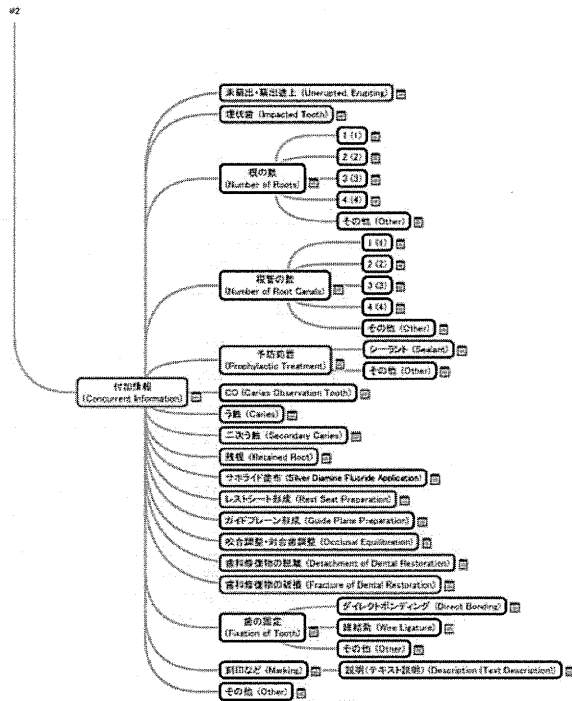 #2
未萌出・萌出途上 (Unerupted, Erupting)
埋伏歯 (Impacted Tooth)
根の数
(Number of Roots)
1 (1)
2 (2)
3 (3)
4 (4)
その他 (Other)
根管の数
(Number of Root Canals)
1 (1)
2 (2)
3 (3)
4 (4)
その他 (Other)
予防処置
(Prophylactic Treatment)
シーラント (Sealant)
その他 (Other)
付加情報
(Concurrent Information)
CO (Caries Observation Tooth)
う蝕 (Caries)
二次う蝕 (Secondary Caries)
残根 (Retained Root)
サホライド塗布 (Silver Diamine Fluoride Application)
レストシート形成 (Rest Seat Preparation)
ガイドプレーン形成 (Guide Plane Preparation)
咬合調整・対合歯調整 (Occlusal Equilibration)
歯科修復物の脱離 (Detachment of Dental Restoration)
歯科修復物の破損 (Fracture of Dental Restoration)
歯の固定
(Fixation of Tooth)
ダイレクトボンディング (Direct Bonding)
線結紮 (Wire Ligature)
その他 (Other)
刻印など (Marking)
説明(テキスト説明) (Description (Text Description))
その他 (Other)